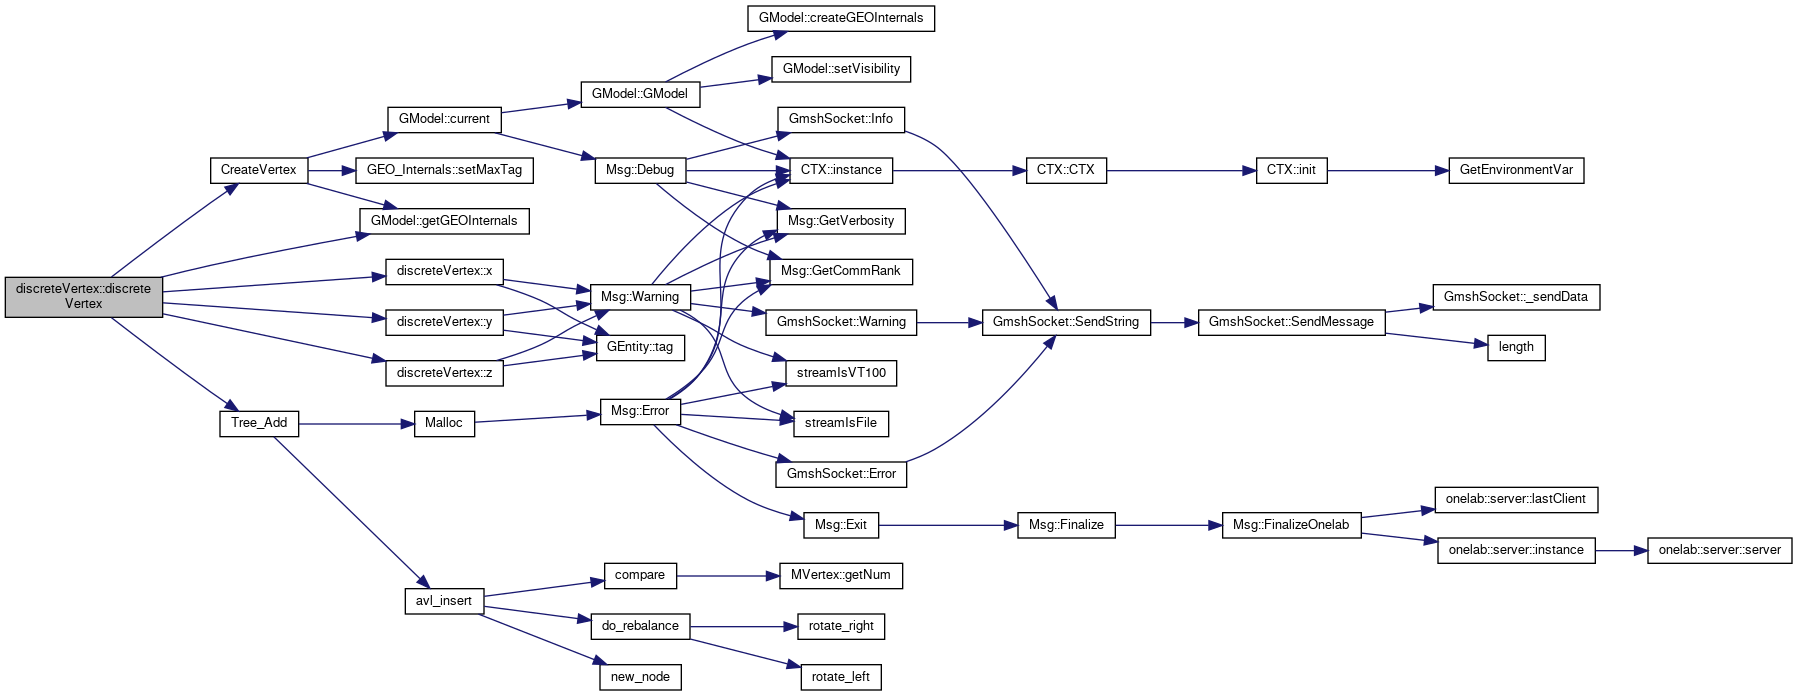 GModel::createGEOInternals
GModel::setVisibility
GModel::GModel
GModel::current
GmshSocket::Info
CreateVertex
GEO_Internals::setMaxTag
Msg::Debug
CTX::instance
CTX::CTX
CTX::init
GetEnvironmentVar
GModel::getGEOInternals
Msg::GetVerbosity
discreteVertex::x
Msg::GetCommRank
discreteVertex::discrete
Vertex
Msg::Warning
GmshSocket::_sendData
discreteVertex::y
GmshSocket::Warning
GmshSocket::SendString
GmshSocket::SendMessage
GEntity::tag
length
discreteVertex::z
streamIsVT100
Tree_Add
Malloc
Msg::Error
streamIsFile
GmshSocket::Error
onelab::server::lastClient
Msg::Exit
Msg::Finalize
Msg::FinalizeOnelab
onelab::server::instance
onelab::server::server
compare
MVertex::getNum
avl_insert
do_rebalance
rotate_right
new_node
rotate_left